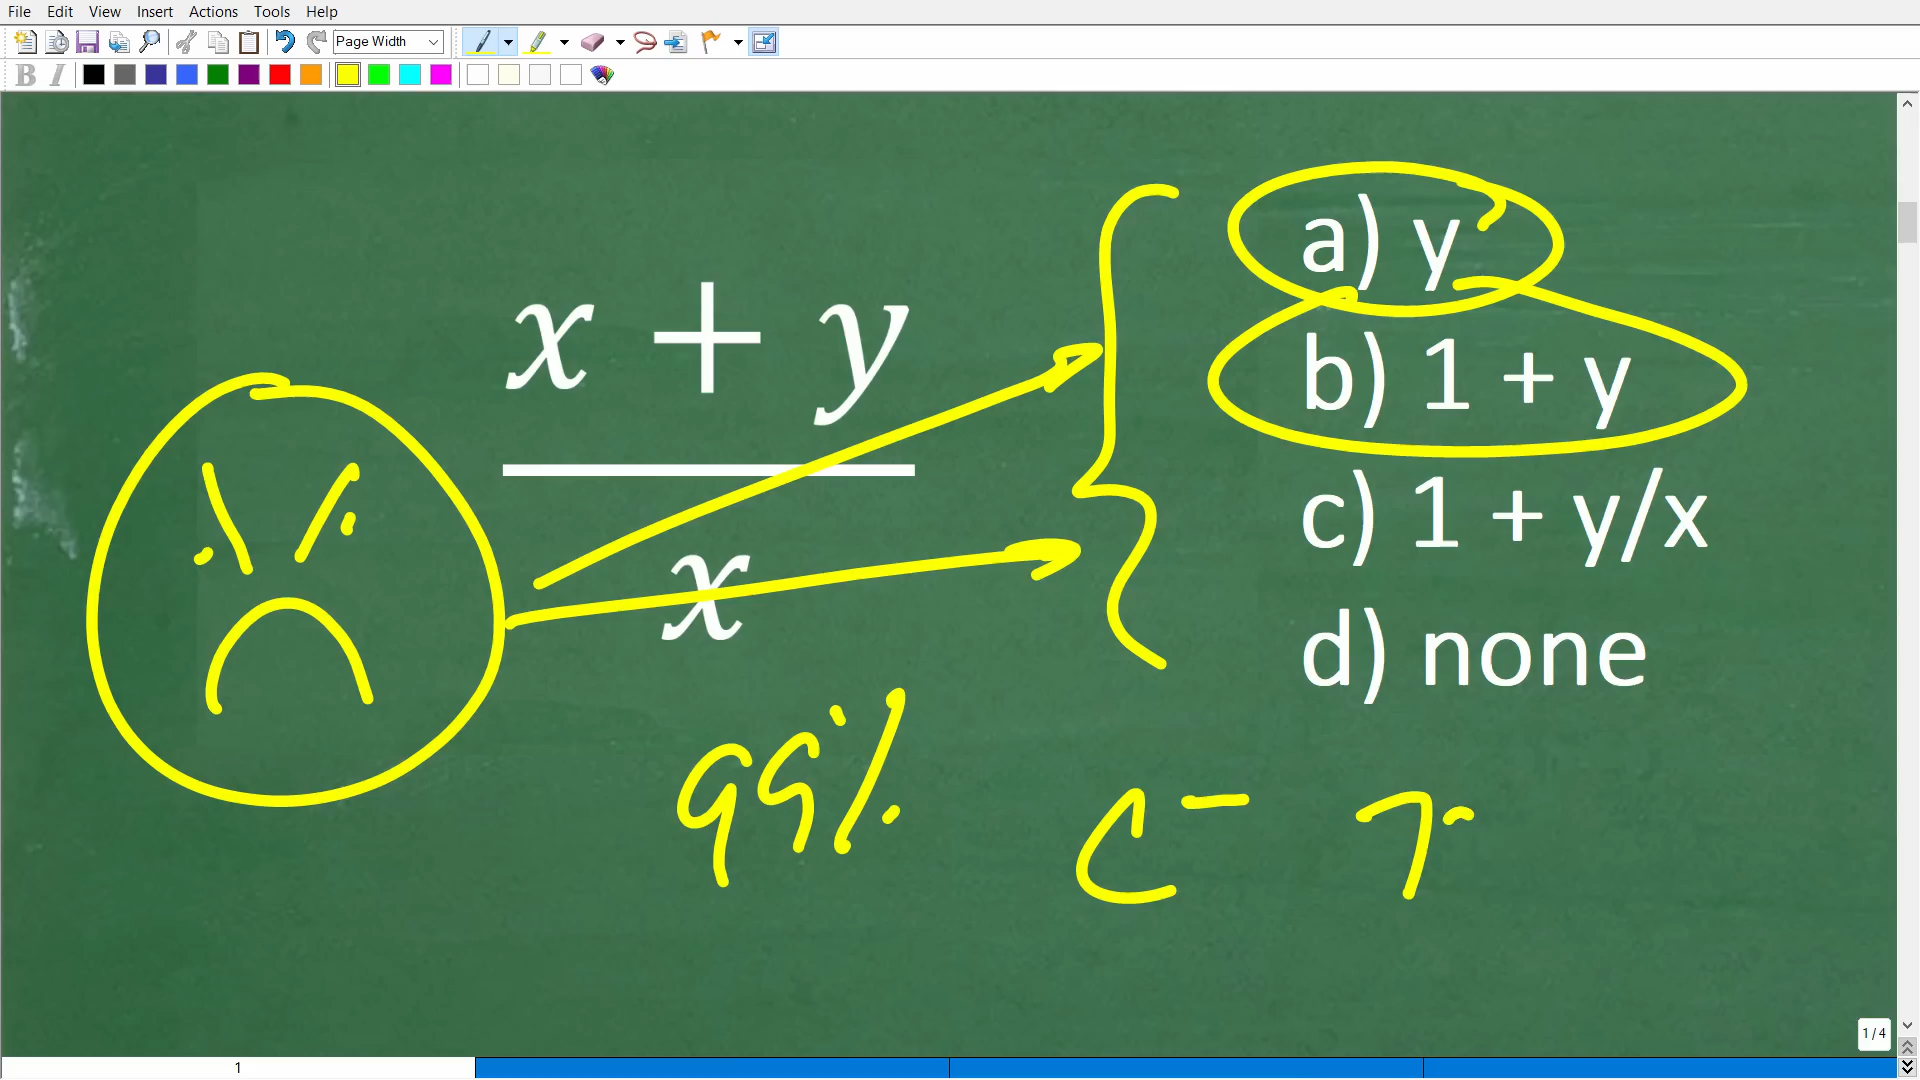 File Edit View Insert Actions Tools Help
Page Width
B I
x + y
x
a) y
b) 1 + y
c) 1 + y/x
d) none
99%
C-
1 / 4
1